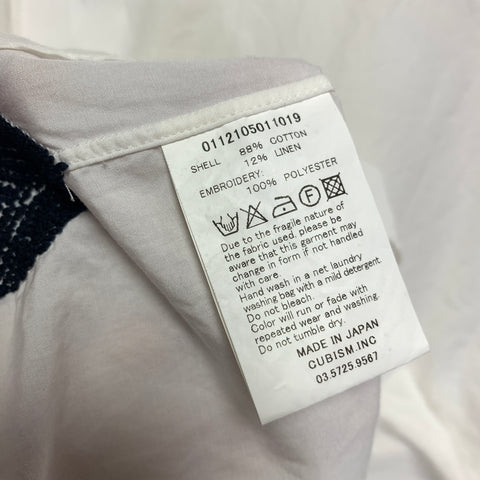 0112105011019
SHELL 88% COTTON
12% LINEN
EMBROIDERY:
100% POLYESTER
Due to the fragile nature of
the fabric used, please be
aware that this garment may
change in form if not handled
with care.
Hand wash in a net laundry
washing bag with a mild detergent.
Do not bleach.
Color will run or fade with
repeated wear and washing.
Do not tumble dry.
MADE IN JAPAN
CUBISM.INC
03.5725.9567